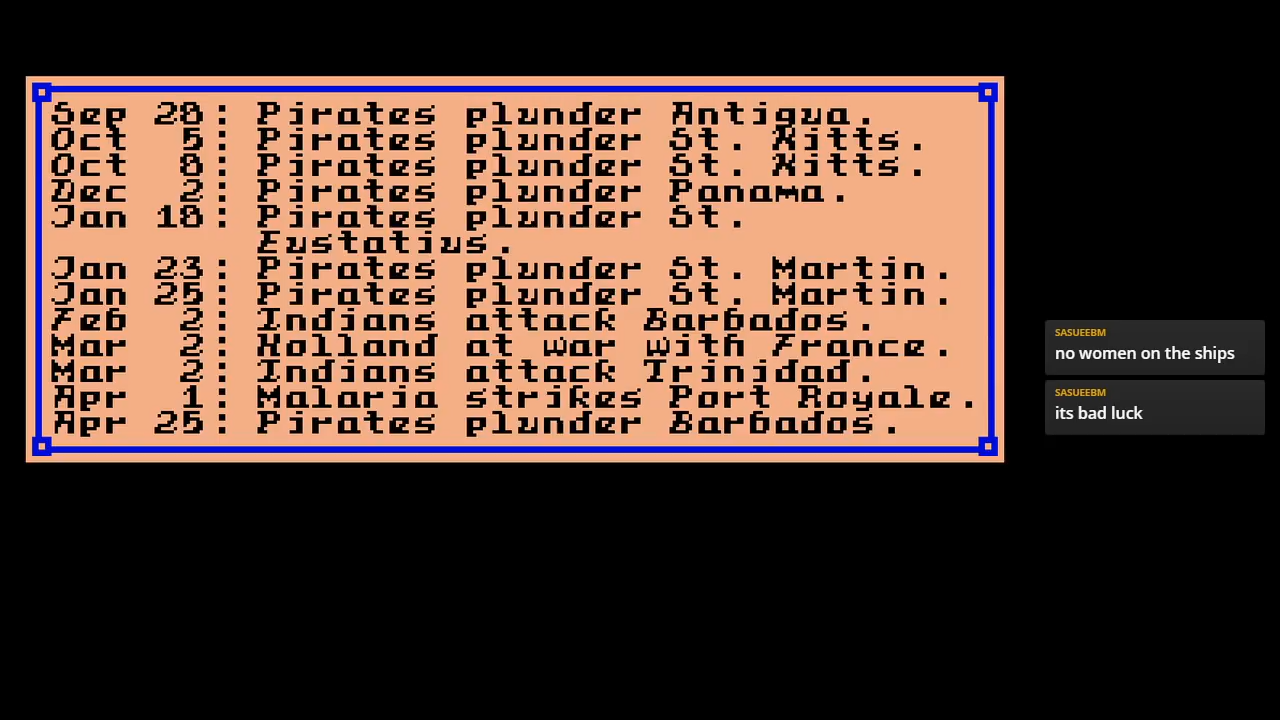 Sep 20: Pirates plunder Antigua.
Oct 5: Pirates plunder St. Kitts.
Oct 8: Pirates plunder St. Kitts.
Dec 2: Pirates plunder Panama.
Jan 18: Pirates plunder St.
Eustatius.
Jan 23: Pirates plunder St. Martin.
Jan 25: Pirates plunder St. Martin.
Feb 2: Indians attack Barbados.
Mar 2: Holland at war with France.
Mar 2: Indians attack Trinidad.
Apr 1: Malaria strikes Port Royale.
Apr 25: Pirates plunder Barbados.
SASUEEBM
no women on the ships
SASUEEBM
its bad luck